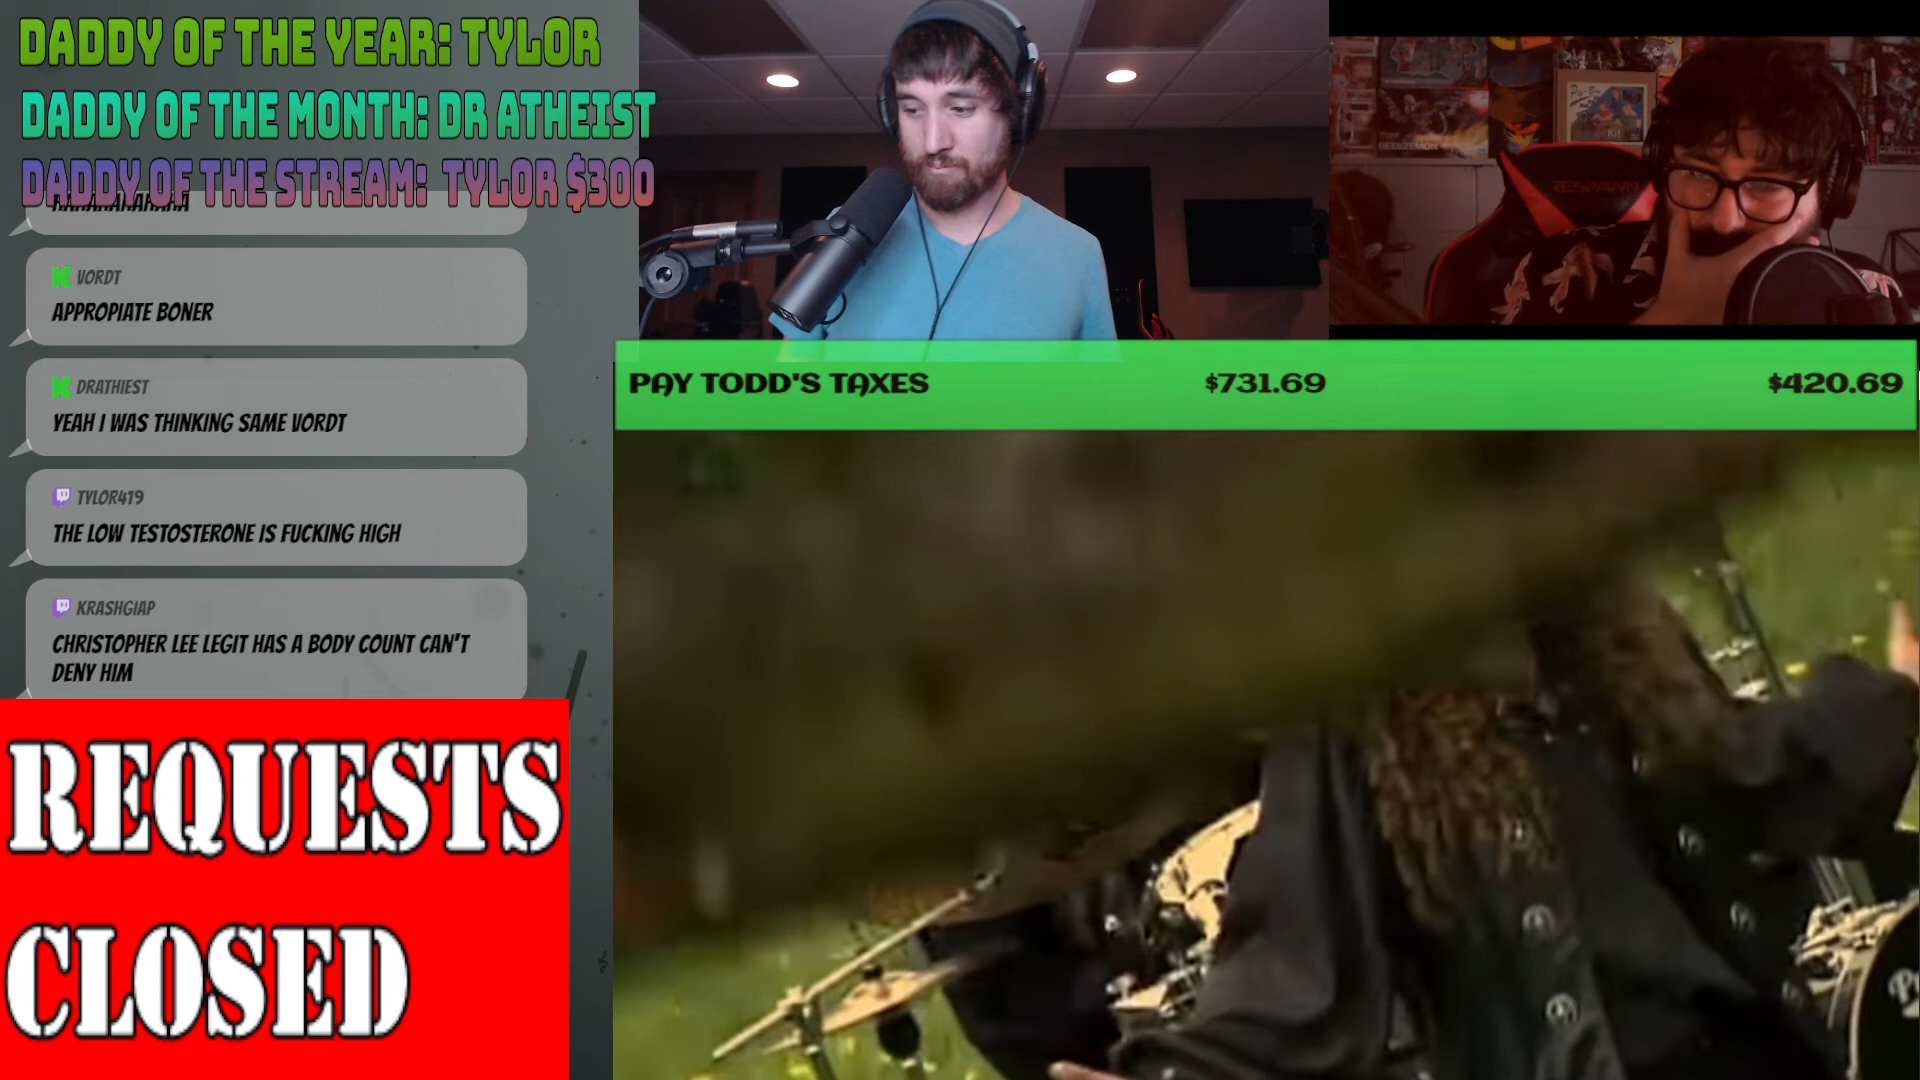 DADDY OF THE YEAR: TYLOR
DADDY OF THE MONTH: DR ATHEIST
DADDY OF THE STREAM: TYLOR $300
VORDT
APPROPIATE BONER
DRATHIEST
YEAH I WAS THINKING SAME VORDT
TYLOR419
THE LOW TESTOSTERONE IS FUCKING HIGH
KRASHGIAP
CHRISTOPHER LEE LEGIT HAS A BODY COUNT CAN'T
DENY HIM
REQUESTS
CLOSED
RESPAWN
Kit
PAY TODD'S TAXES $731.69 $420.69